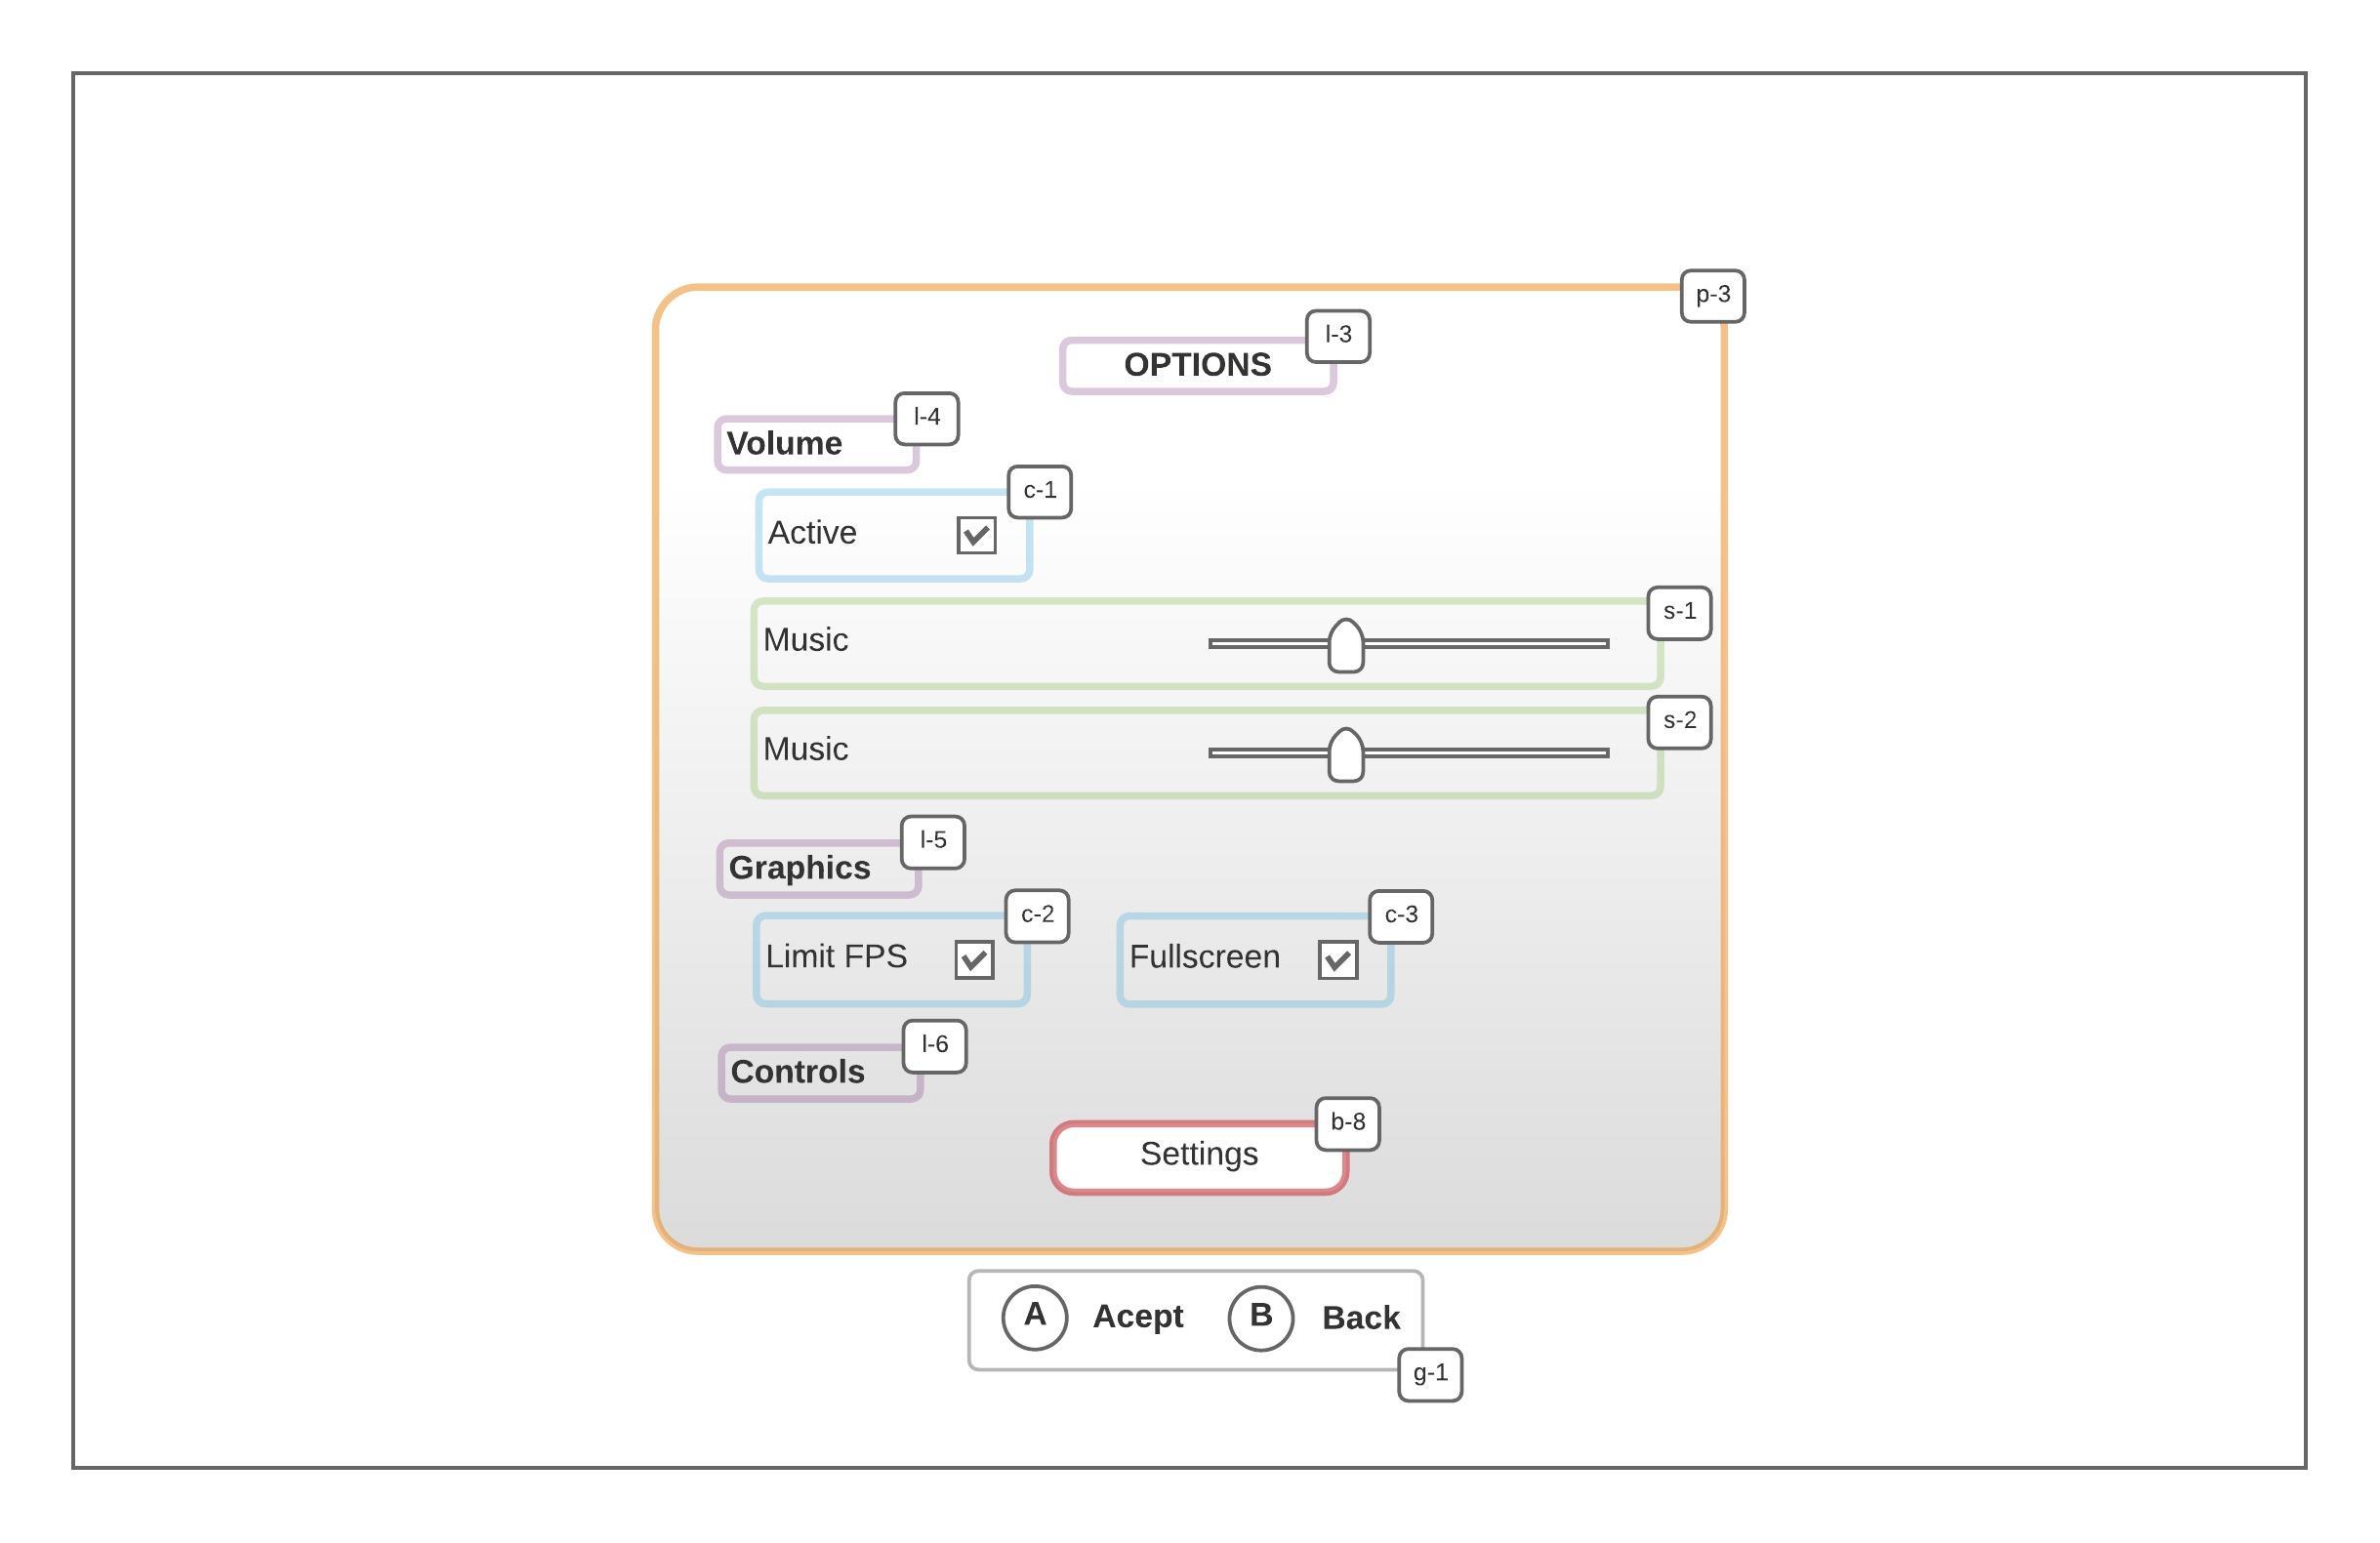 p-3
l-3
OPTIONS
l-4
Volume
c-1
Active
s-1
Music
s-2
Music
l-5
Graphics
c-2
c-3
Limit FPS
Fullscreen
l-6
Controls
b-8
Settings
A Acept B Back
g-1